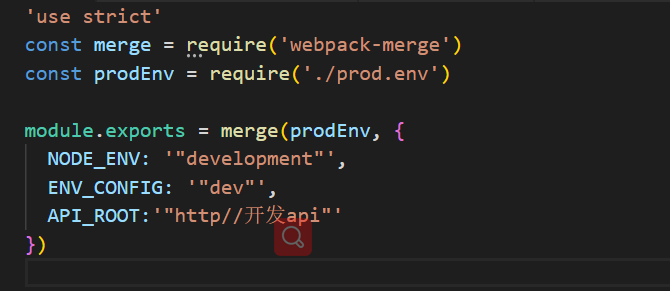 'use strict'
const merge = require('webpack-merge')
const prodEnv = require('./prod.env')
module.exports = merge(prodEnv, {
NODE_ENV: '"development"',
ENV_CONFIG: '"dev"',
API_ROOT:'"http//开发api"'
})